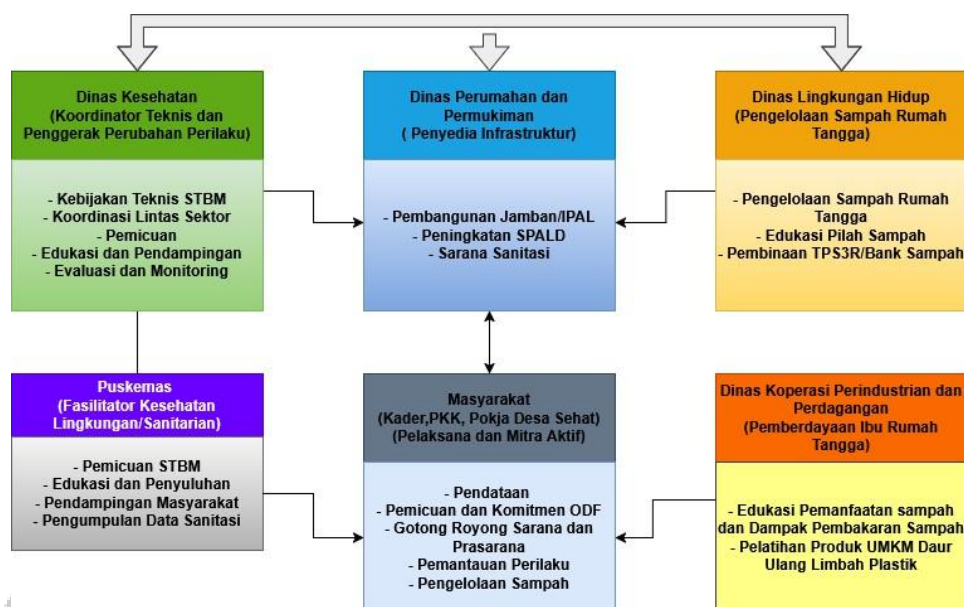 Dinas Kesehatan
(Koordinator Teknis dan
Penggerak Perubahan Perilaku)
- Kebijakan Teknis STBM
- Koordinasi Lintas Sektor
- Pemicuan
- Edukasi dan Pendampingan
- Evaluasi dan Monitoring
Dinas Perumahan dan
Permukiman
( Penyedia Infrastruktur)
- Pembangunan Jamban/IPAL
- Peningkatan SPALD
- Sarana Sanitasi
Dinas Lingkungan Hidup
(Pengelolaan Sampah Rumah
Tangga)
- Pengelolaan Sampah Rumah
Tangga
- Edukasi Pilah Sampah
- Pembinaan TPS3R/Bank Sampah
Puskemas
(Fasilitator Kesehatan
Lingkungan/Sanitarian)
- Pemicuan STBM
- Edukasi dan Penyuluhan
- Pendampingan Masyarakat
- Pengumpulan Data Sanitasi
Masyarakat
(Kader,PKK, Pokja Desa Sehat)
(Pelaksana dan Mitra Aktif)
- Pendataan
- Pemicuan dan Komitmen ODF
- Gotong Royong Sarana dan
Prasarana
- Pemantauan Perilaku
- Pengelolaan Sampah
Dinas Koperasi Perindustrian dan
Perdagangan
(Pemberdayaan Ibu Rumah
Tangga)
- Edukasi Pemanfaatan sampah
dan Dampak Pembakaran Sampah
- Pelatihan Produk UMKM Daur
Ulang Limbah Plastik